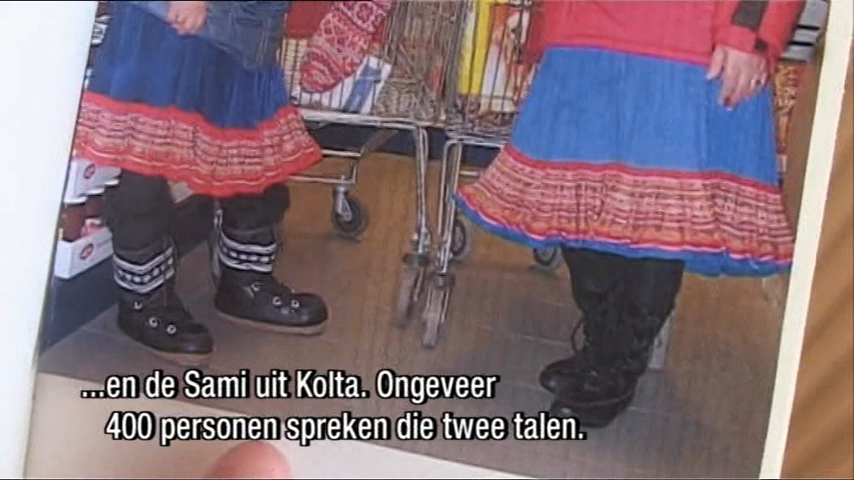 ...en de Sami uit Kolta. Ongeveer
400 personen spreken die twee talen.